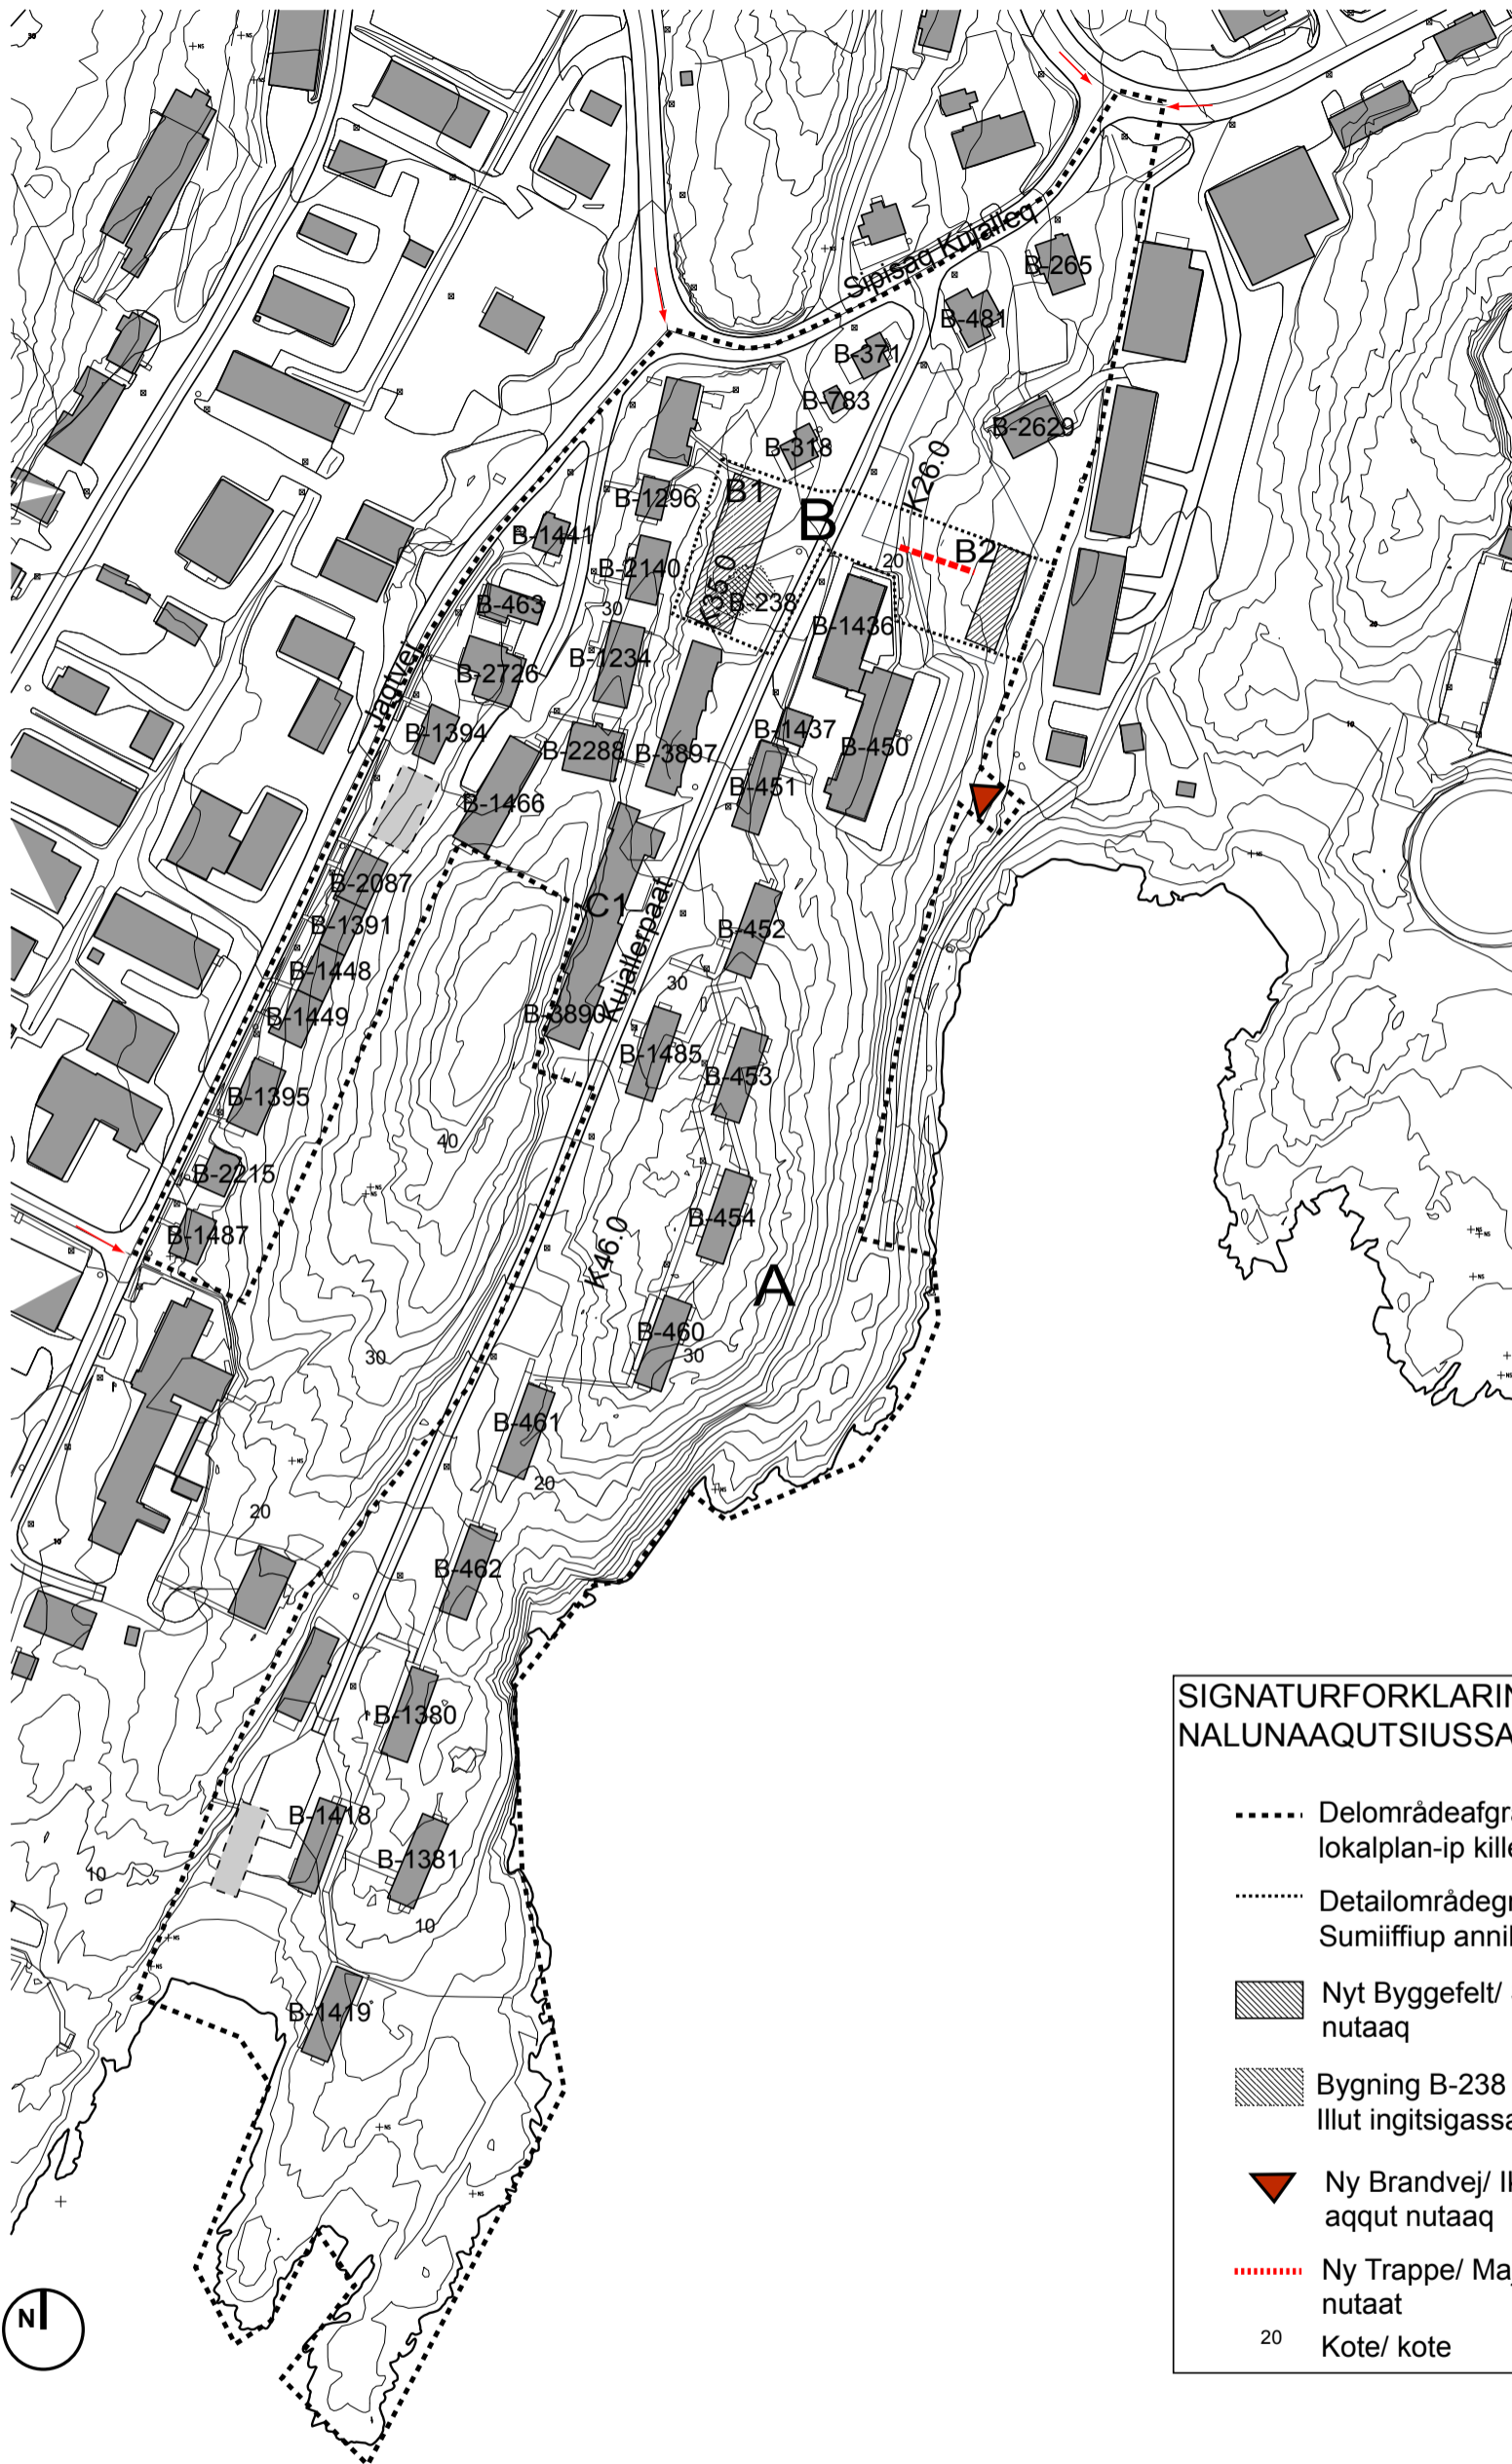 Sipisaq Kujalleq
B-265
B-481
B-371
B-783
B-318
B-2629
K26.0
B1
B
B2
B-1296
B-1441
B-2140
20
B-238
B-463
30
B-1436
B-1234
B-2726
Jagtvej
B-1394
B-2288
B-3897
B-1437
B-450
B-451
B-1466
B-2087
C1
B-1391
B-452
Kujallerpaat
B-1448
30
B-1449
B-3890
B-1485
B-453
B-1395
40
B-2215
B-454
B-1487
K46.0
A
B-460
30
30
B-461
20
20
B-462
B-1380
B-1418
B-1381
10
10
B-1419
N
SIGNATURFORKLARIN
NALUNAAQUTSIUSSA
Delområdeafgr
lokalplan-ip kill
Detailområdeg
Sumiiffiup anni
Nyt Byggefelt/
nutaaq
Bygning B-238
Illut ingitsigass
Ny Brandvej/ I
aqqut nutaaq
Ny Trappe/ Ma
nutaat
20
Kote/ kote